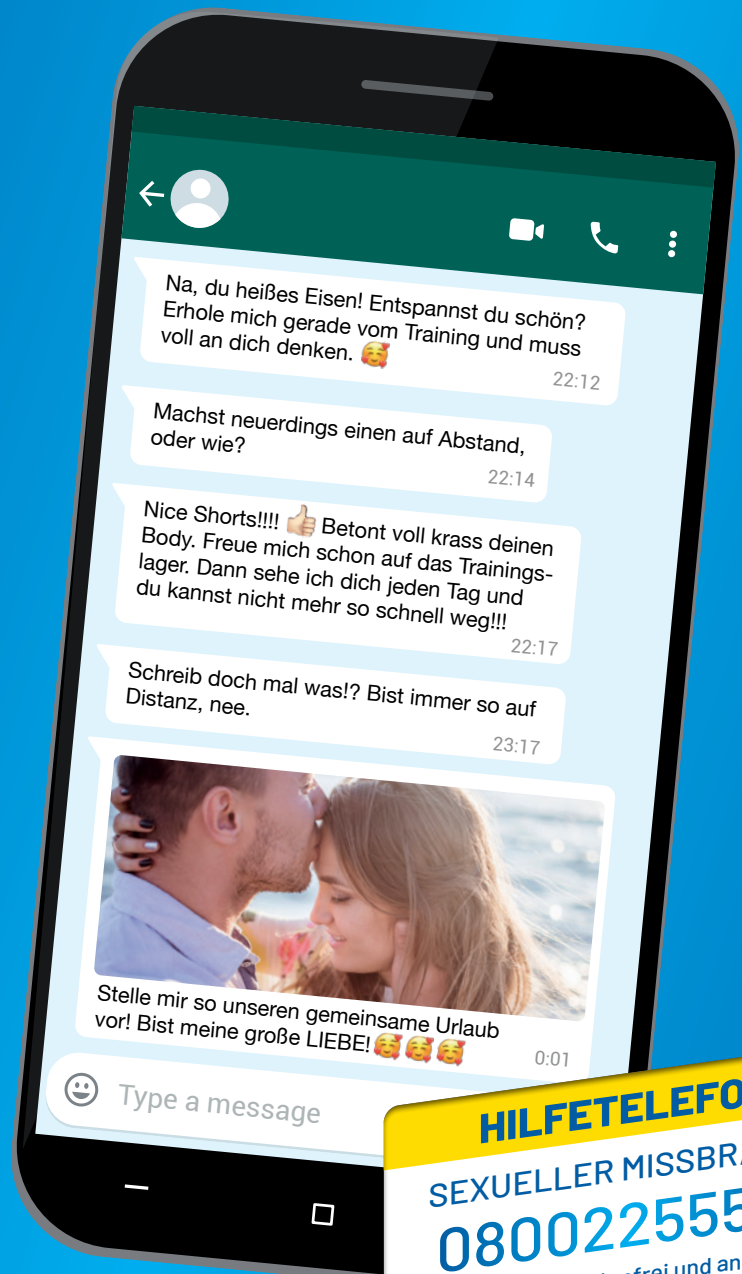 Na, du heißes Eisen! Entspannst du schön?
Erhole mich gerade vom Training und muss
voll an dich denken. 🥰
22:12
Machst neuerdings einen auf Abstand,
oder wie?
22:14
Nice Shorts!!!! 👍🏻 Betont voll krass deinen
Body. Freue mich schon auf das Trainings-
lager. Dann sehe ich dich jeden Tag und
du kannst nicht mehr so schnell weg!!!
22:17
Schreib doch mal was!? Bist immer so auf
Distanz, nee.
23:17
Stelle mir so unseren gemeinsame Urlaub
vor! Bist meine große LIEBE! 🥰🥰🥰
0:01
Type a message
HILFETELEFO
SEXUELLER MISSBR
080022555
frei und an